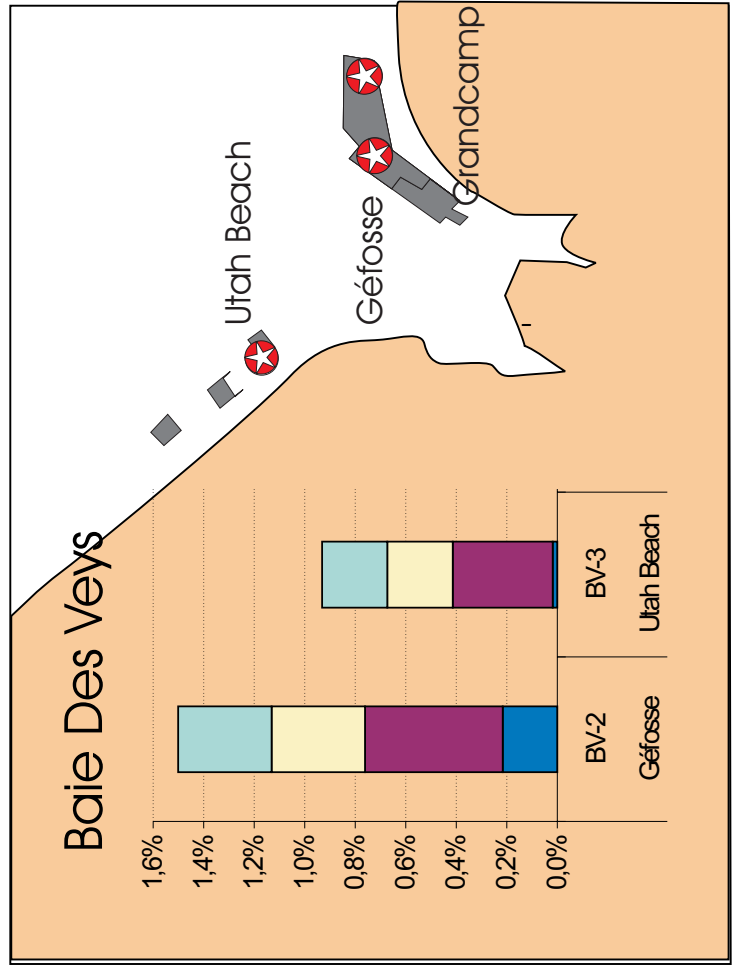 Baie Des Veys
Utah Beach
Géfosse
Grandcamp
1,6%
1,4%
1,2%
1,0%
0,8%
0,6%
0,4%
0,2%
0,0%
BV-2
BV-3
Géfosse
Utah Beach